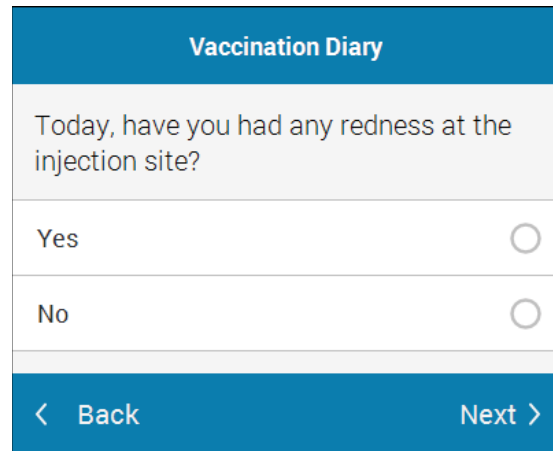 Vaccination Diary
Today, have you had any redness at the
injection site?
Yes
No
Back
Next